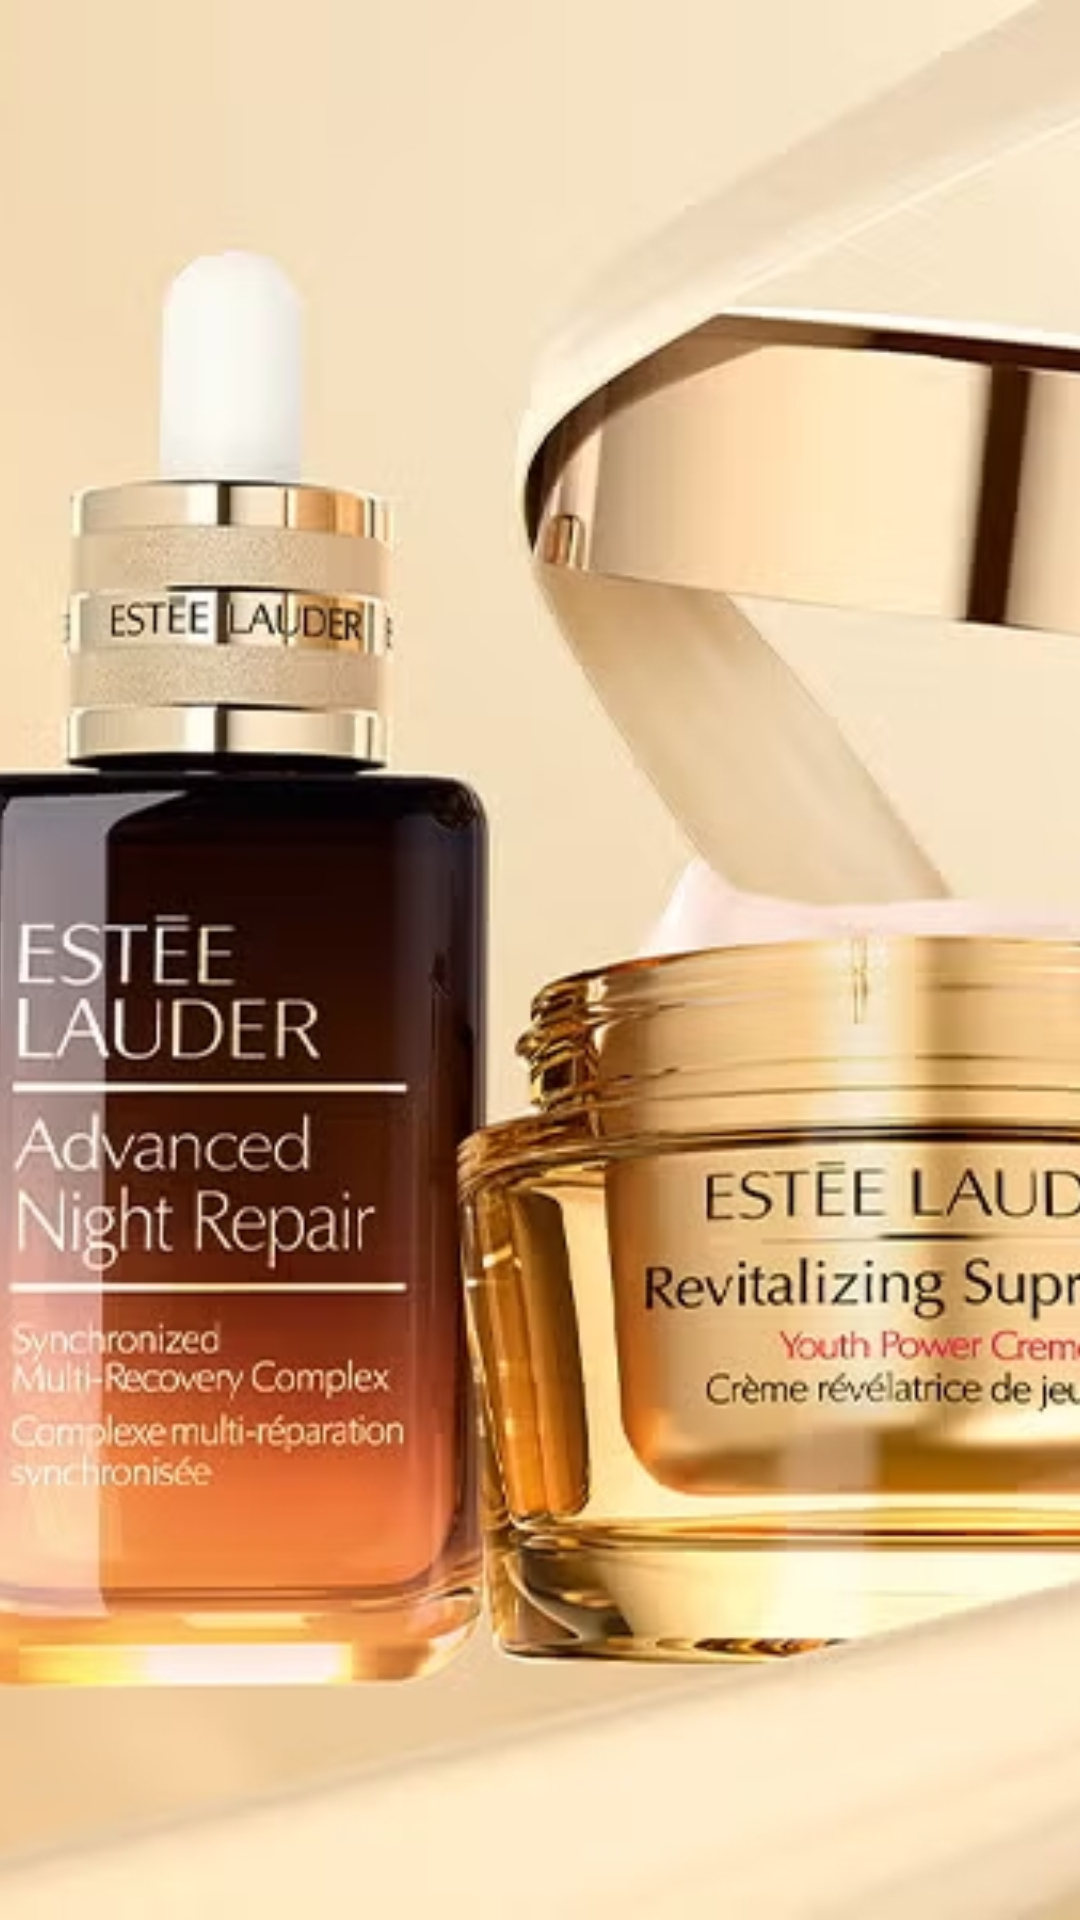 ESTĒE LAUDER
ESTĒE
LAUDER
Advanced
Night Repair
Synchronized
Multi-Recovery Complex
Complexe multi-réparation
synchronisée
ESTĒE LAUD
Revitalizing Supr
Youth Power Creme
Crème révélatrice de jeu